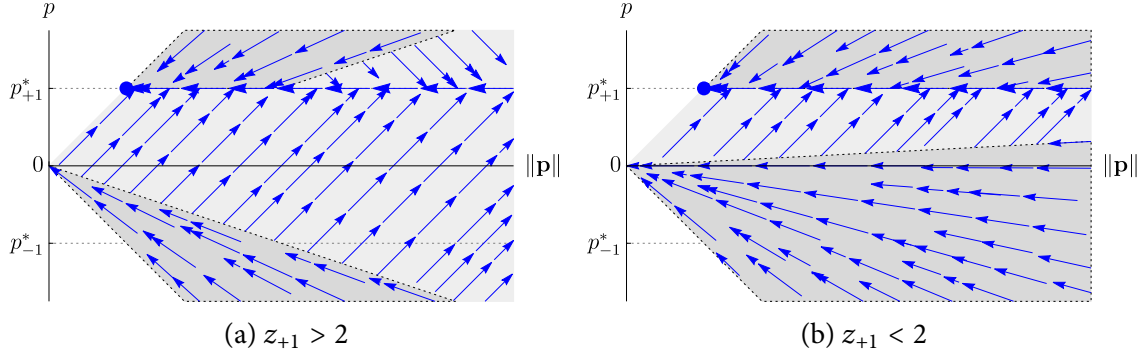 p p
p*₊₁ p*₊₁
0 ‖p‖ 0 ‖p‖
p*₋₁ p*₋₁
(a) z₊₁ > 2 (b) z₊₁ < 2